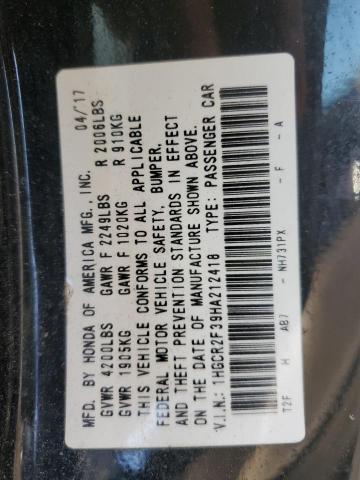 MFD. BY HONDA OF AMERICA MFG., INC. 04/17
GVWR 4200LBS GAWR F 2249LBS R 2006LBS
GVWR 1905KG GAWR F 1020KG R 910KG
THIS VEHICLE CONFORMS TO ALL APPLICABLE
FEDERAL MOTOR VEHICLE SAFETY, BUMPER,
AND THEFT PREVENTION STANDARDS IN EFFECT
ON THE DATE OF MANUFACTURE SHOWN ABOVE.
V.I.N.: 1HGCR2F39HA212418 TYPE: PASSENGER CAR
T2F H AB7 - NH731PX - F - A